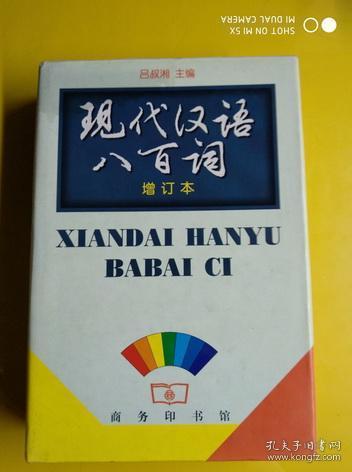 SHOT ON MI 5X
MI DUAL CAMERA
吕叔湘 主编
现代汉语
八百词
增订本
XIANDAI HANYU
BABAI CI
商务印书馆
孔夫子旧书网
www.kongfz.com